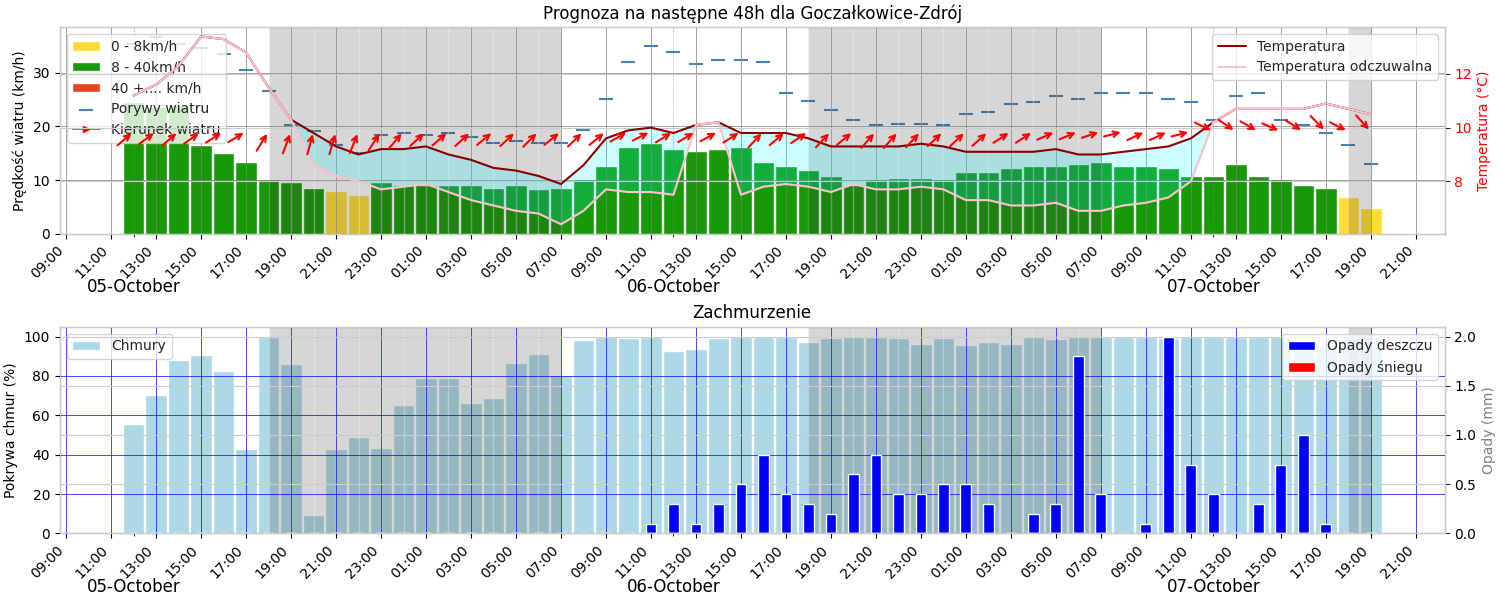 Prognoza na następne 48h dla Goczałkowice-Zdrój
Prędkość wiatru (km/h)
30
20
10
0
0 - 8km/h
8 - 40km/h
40 +.... km/h
Porywy wiatru
Kierunek wiatru
Temperatura
Temperatura odczuwalna
12
10
8
Temperatura (°C)
09:00 11:00 13:00 15:00 17:00 19:00 21:00 23:00 01:00 03:00 05:00 07:00 09:00 11:00 13:00 15:00 17:00 19:00 21:00 23:00 01:00 03:00 05:00 07:00 09:00 11:00 13:00 15:00 17:00 19:00 21:00
05-October 06-October 07-October
Zachmurzenie
Pokrywa chmur (%)
100
80
60
40
20
0
Chmury
Opady deszczu
Opady śniegu
2.0
1.5
1.0
0.5
0.0
Opady (mm)
09:00 11:00 13:00 15:00 17:00 19:00 21:00 23:00 01:00 03:00 05:00 07:00 09:00 11:00 13:00 15:00 17:00 19:00 21:00 23:00 01:00 03:00 05:00 07:00 09:00 11:00 13:00 15:00 17:00 19:00 21:00
05-October 06-October 07-October